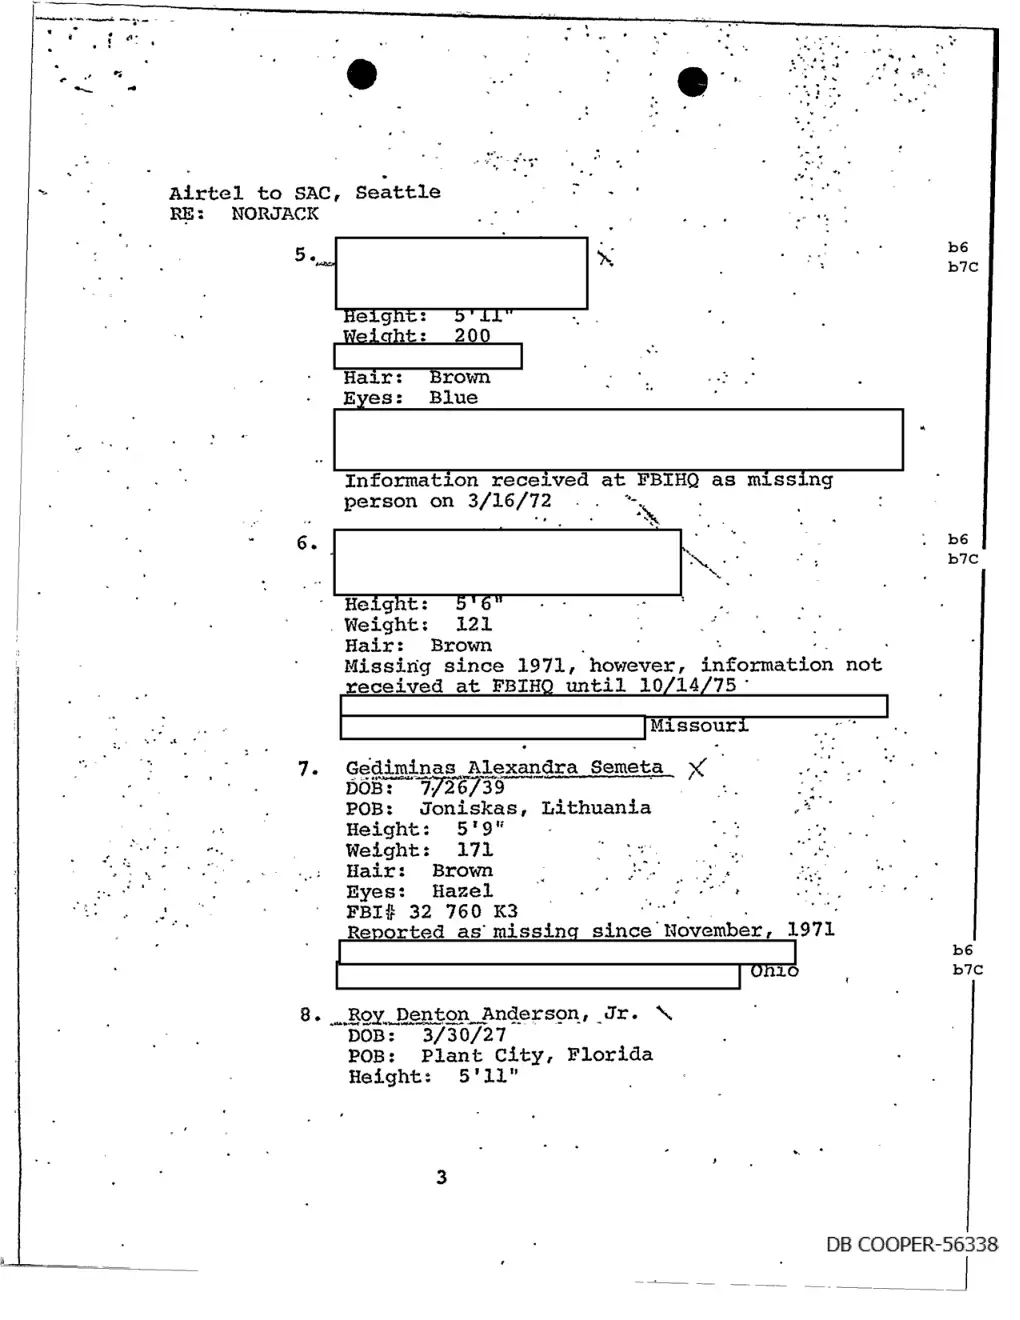 Airtel to SAC, Seattle
RE: NORJACK
5.
b6
b7C
Height: 5'11"
Weight: 200
Hair: Brown
Eyes: Blue
Information received at FBIHQ as missing
person on 3/16/72
6.
b6
b7C
Height: 5'6"
Weight: 121
Hair: Brown
Missing since 1971, however, information not
received at FBIHQ until 10/14/75
Missouri
7. Gediminas Alexandra Semeta X
DOB: 7/26/39
POB: Joniskas, Lithuania
Height: 5'9"
Weight: 171
Hair: Brown
Eyes: Hazel
FBI# 32 760 K3
Reported as missing since November, 1971
b6
Ohio b7C
8. Roy Denton Anderson, Jr.
DOB: 3/30/27
POB: Plant City, Florida
Height: 5'11"
3
DB COOPER-56338